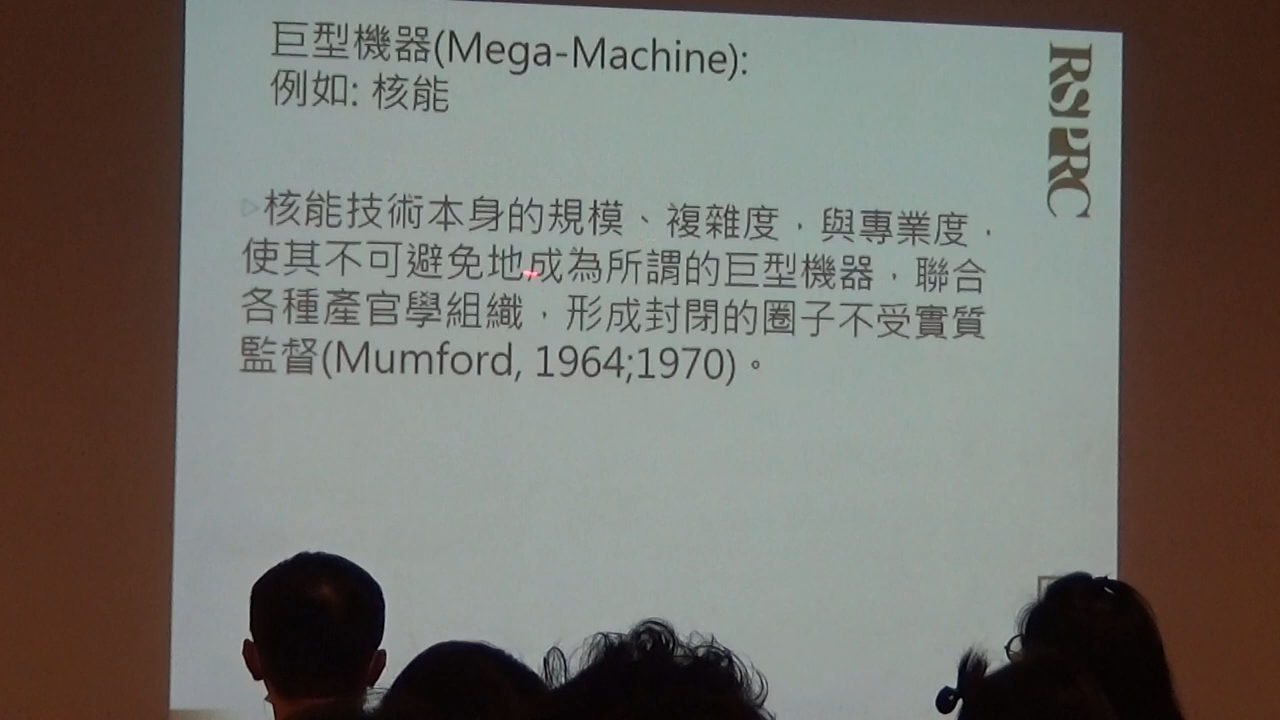 巨型機器(Mega-Machine):
例如: 核能
RSPRC
核能技術本身的規模、複雜度，與專業度，
使其不可避免地成為所謂的巨型機器，聯合
各種產官學組織，形成封閉的圈子不受實質
監督(Mumford, 1964;1970)。